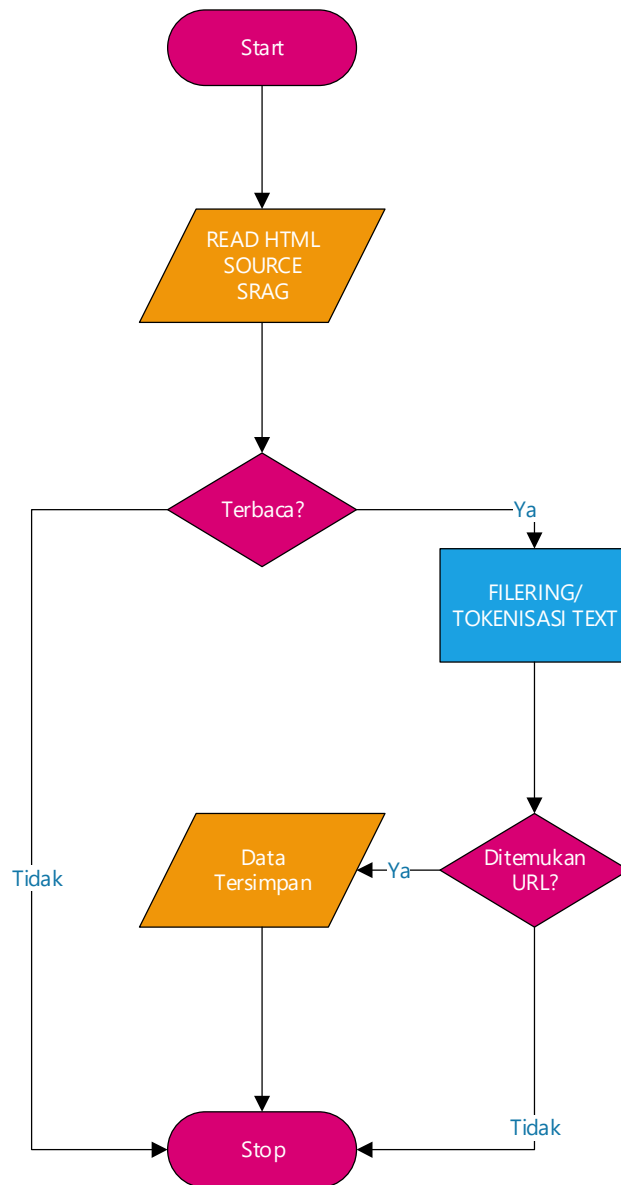 Start
READ HTML
SOURCE
SRAG
Terbaca?
Ya
FILERING/
TOKENISASI TEXT
Ditemukan
URL?
Ya
Data
Tersimpan
Tidak
Tidak
Stop